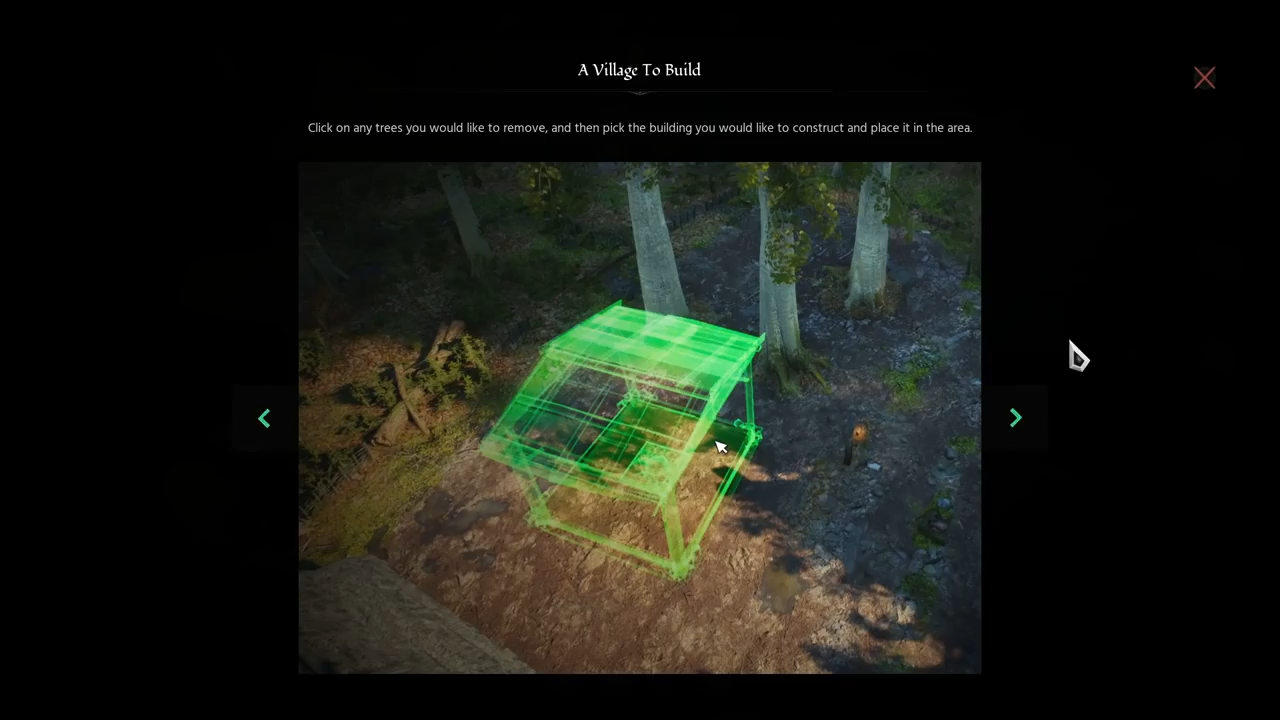 A Village To Build
Click on any trees you would like to remove, and then pick the building you would like to construct and place it in the area.